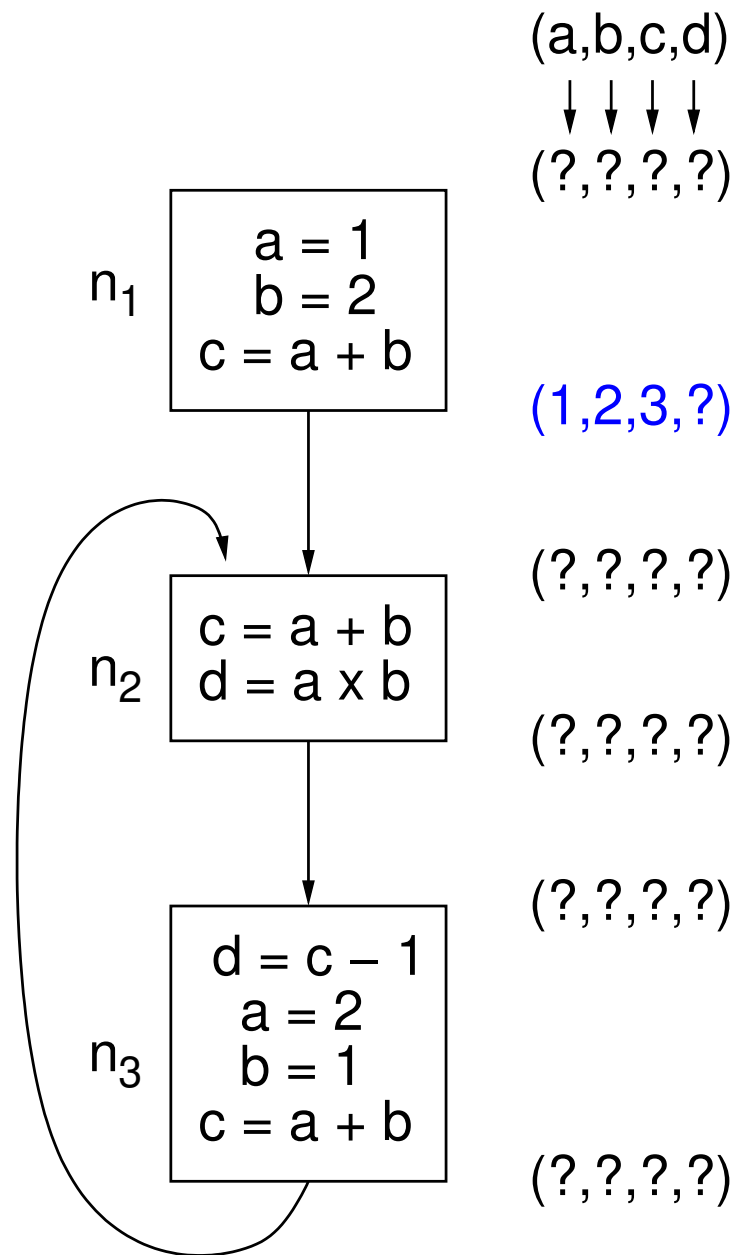 (a,b,c,d)
(?,?,?,?)
n1
a = 1
b = 2
c = a + b
(1,2,3,?)
(?,?,?,?)
n2
c = a + b
d = a x b
(?,?,?,?)
(?,?,?,?)
n3
d = c – 1
a = 2
b = 1
c = a + b
(?,?,?,?)